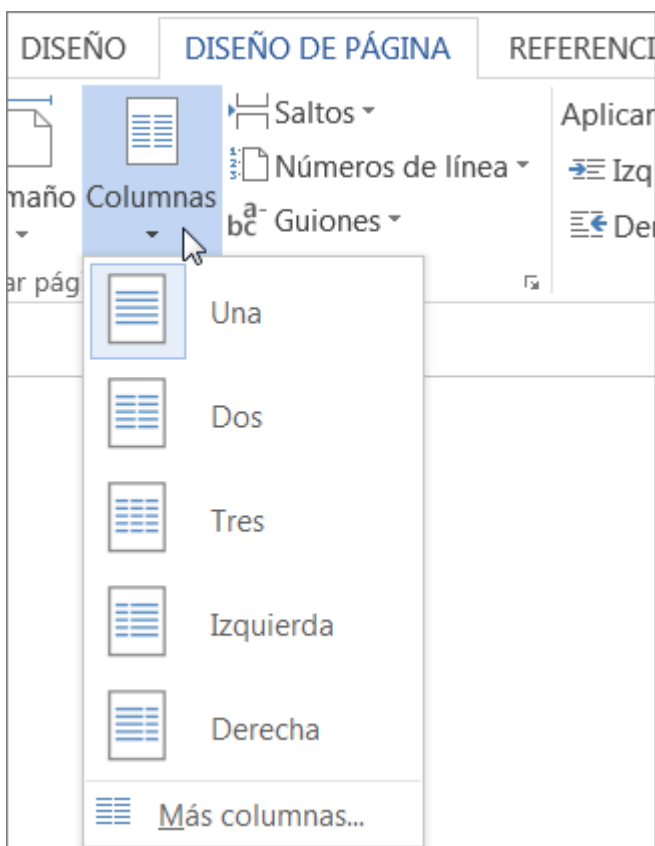 DISEÑO DISEÑO DE PÁGINA REFERENCI
Saltos Aplicar
Números de línea Izq
maño Columnas
Guiones Der
ar pág
Una
Dos
Tres
Izquierda
Derecha
Más columnas...